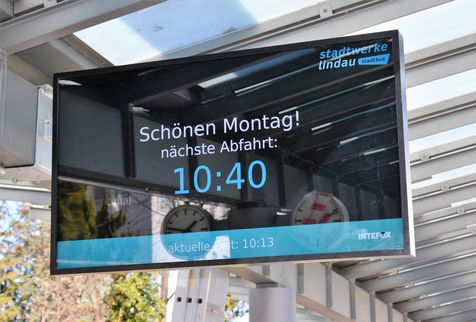 stadtwerke
lindau stadtbus
Schönen Montag!
nächste Abfahrt:
10:40
aktuelle Zeit: 10:13
INTEFOX